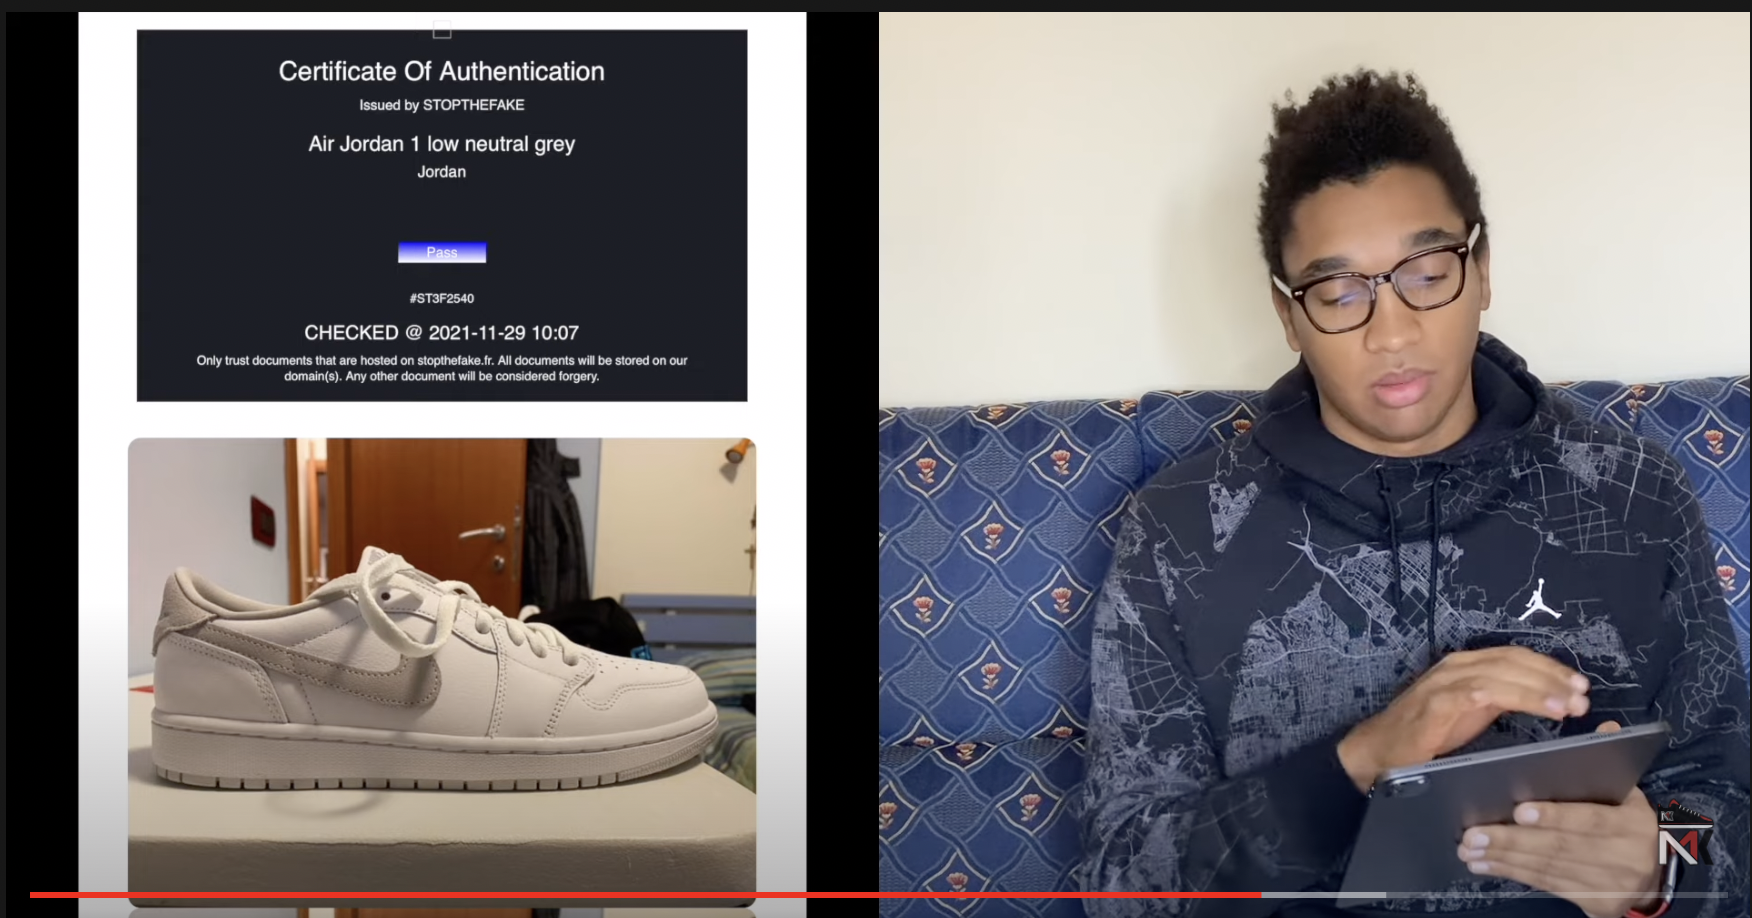 Certificate Of Authentication
Issued by STOPTHEFAKE
Air Jordan 1 low neutral grey
Jordan
Pass
#ST3F2540
CHECKED @ 2021-11-29 10:07
Only trust documents that are hosted on stopthefake.fr. All documents will be stored on our
domain(s). Any other document will be considered forgery.